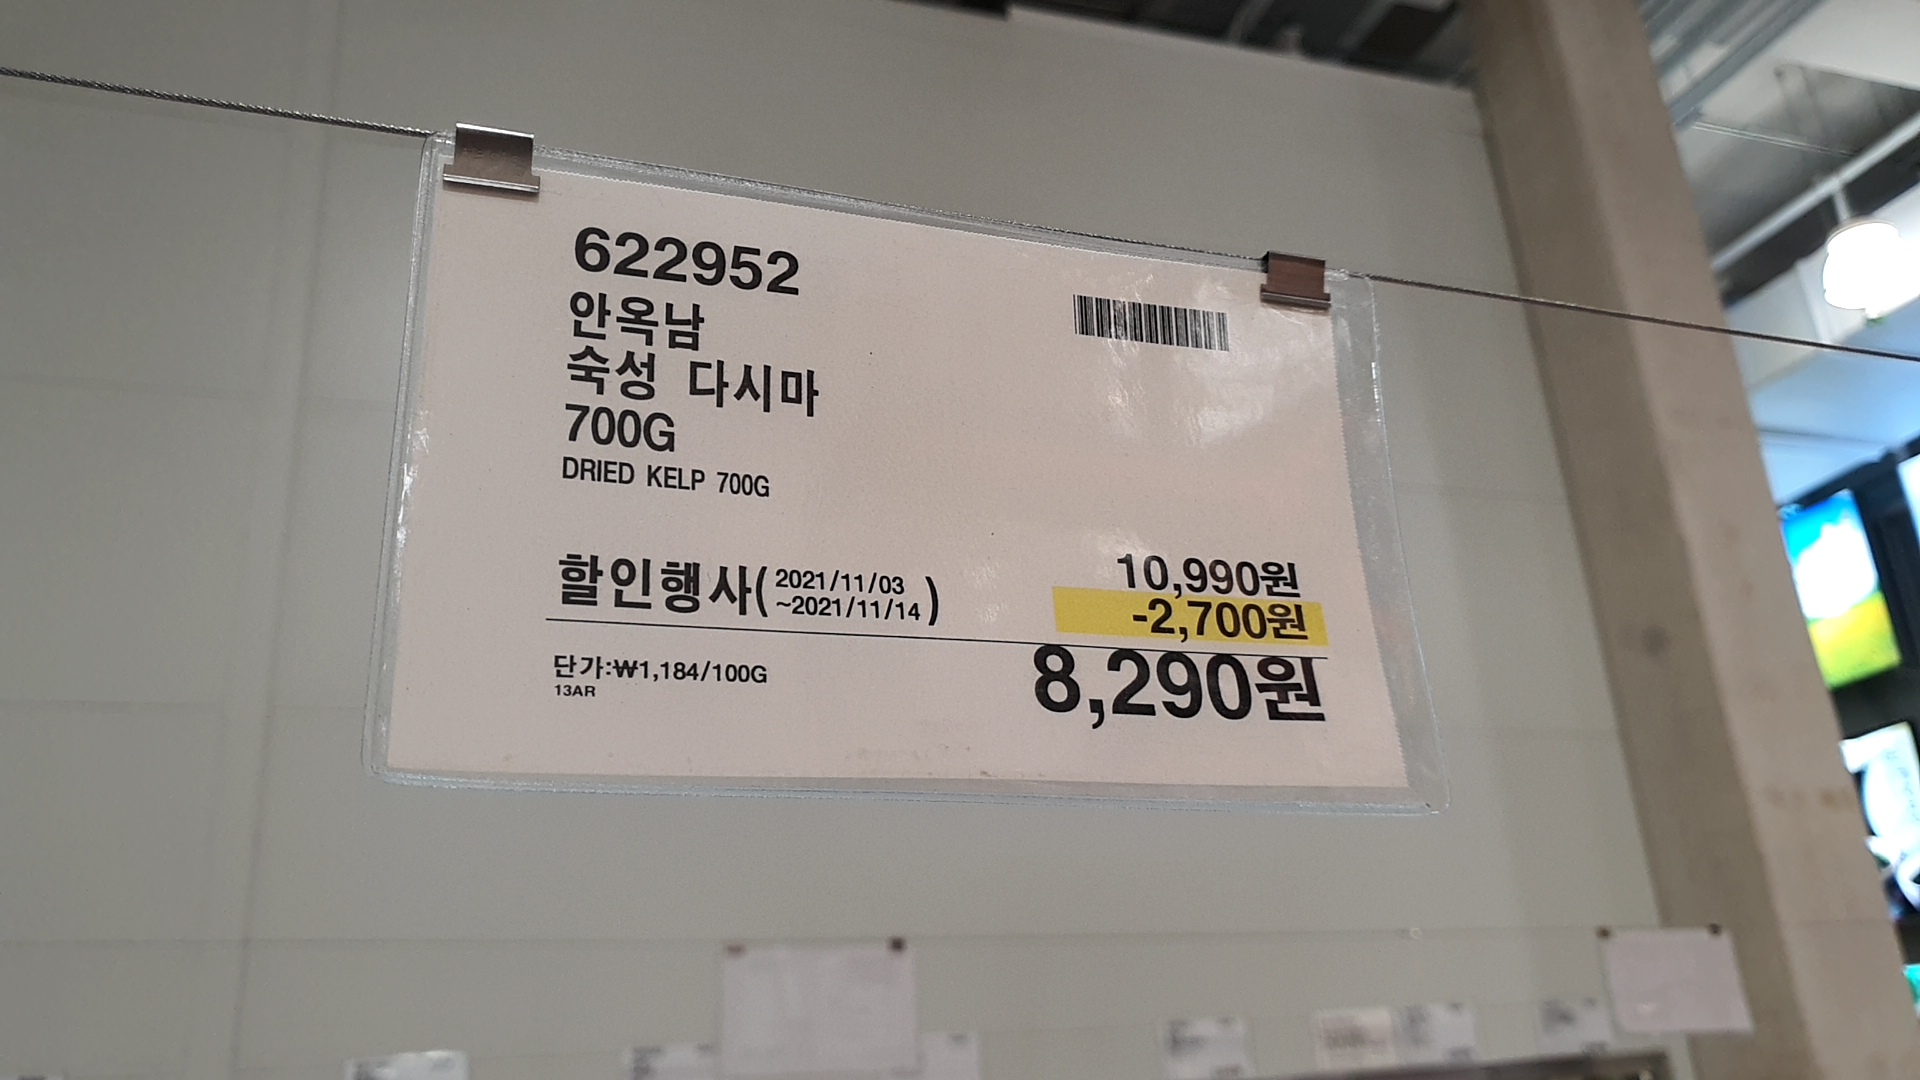 622952
안옥남
숙성 다시마
700G
DRIED KELP 700G
10,990원
할인행사( 2021/11/03 ~2021/11/14 )
-2,700원
단가:₩1,184/100G
8,290원
13AR